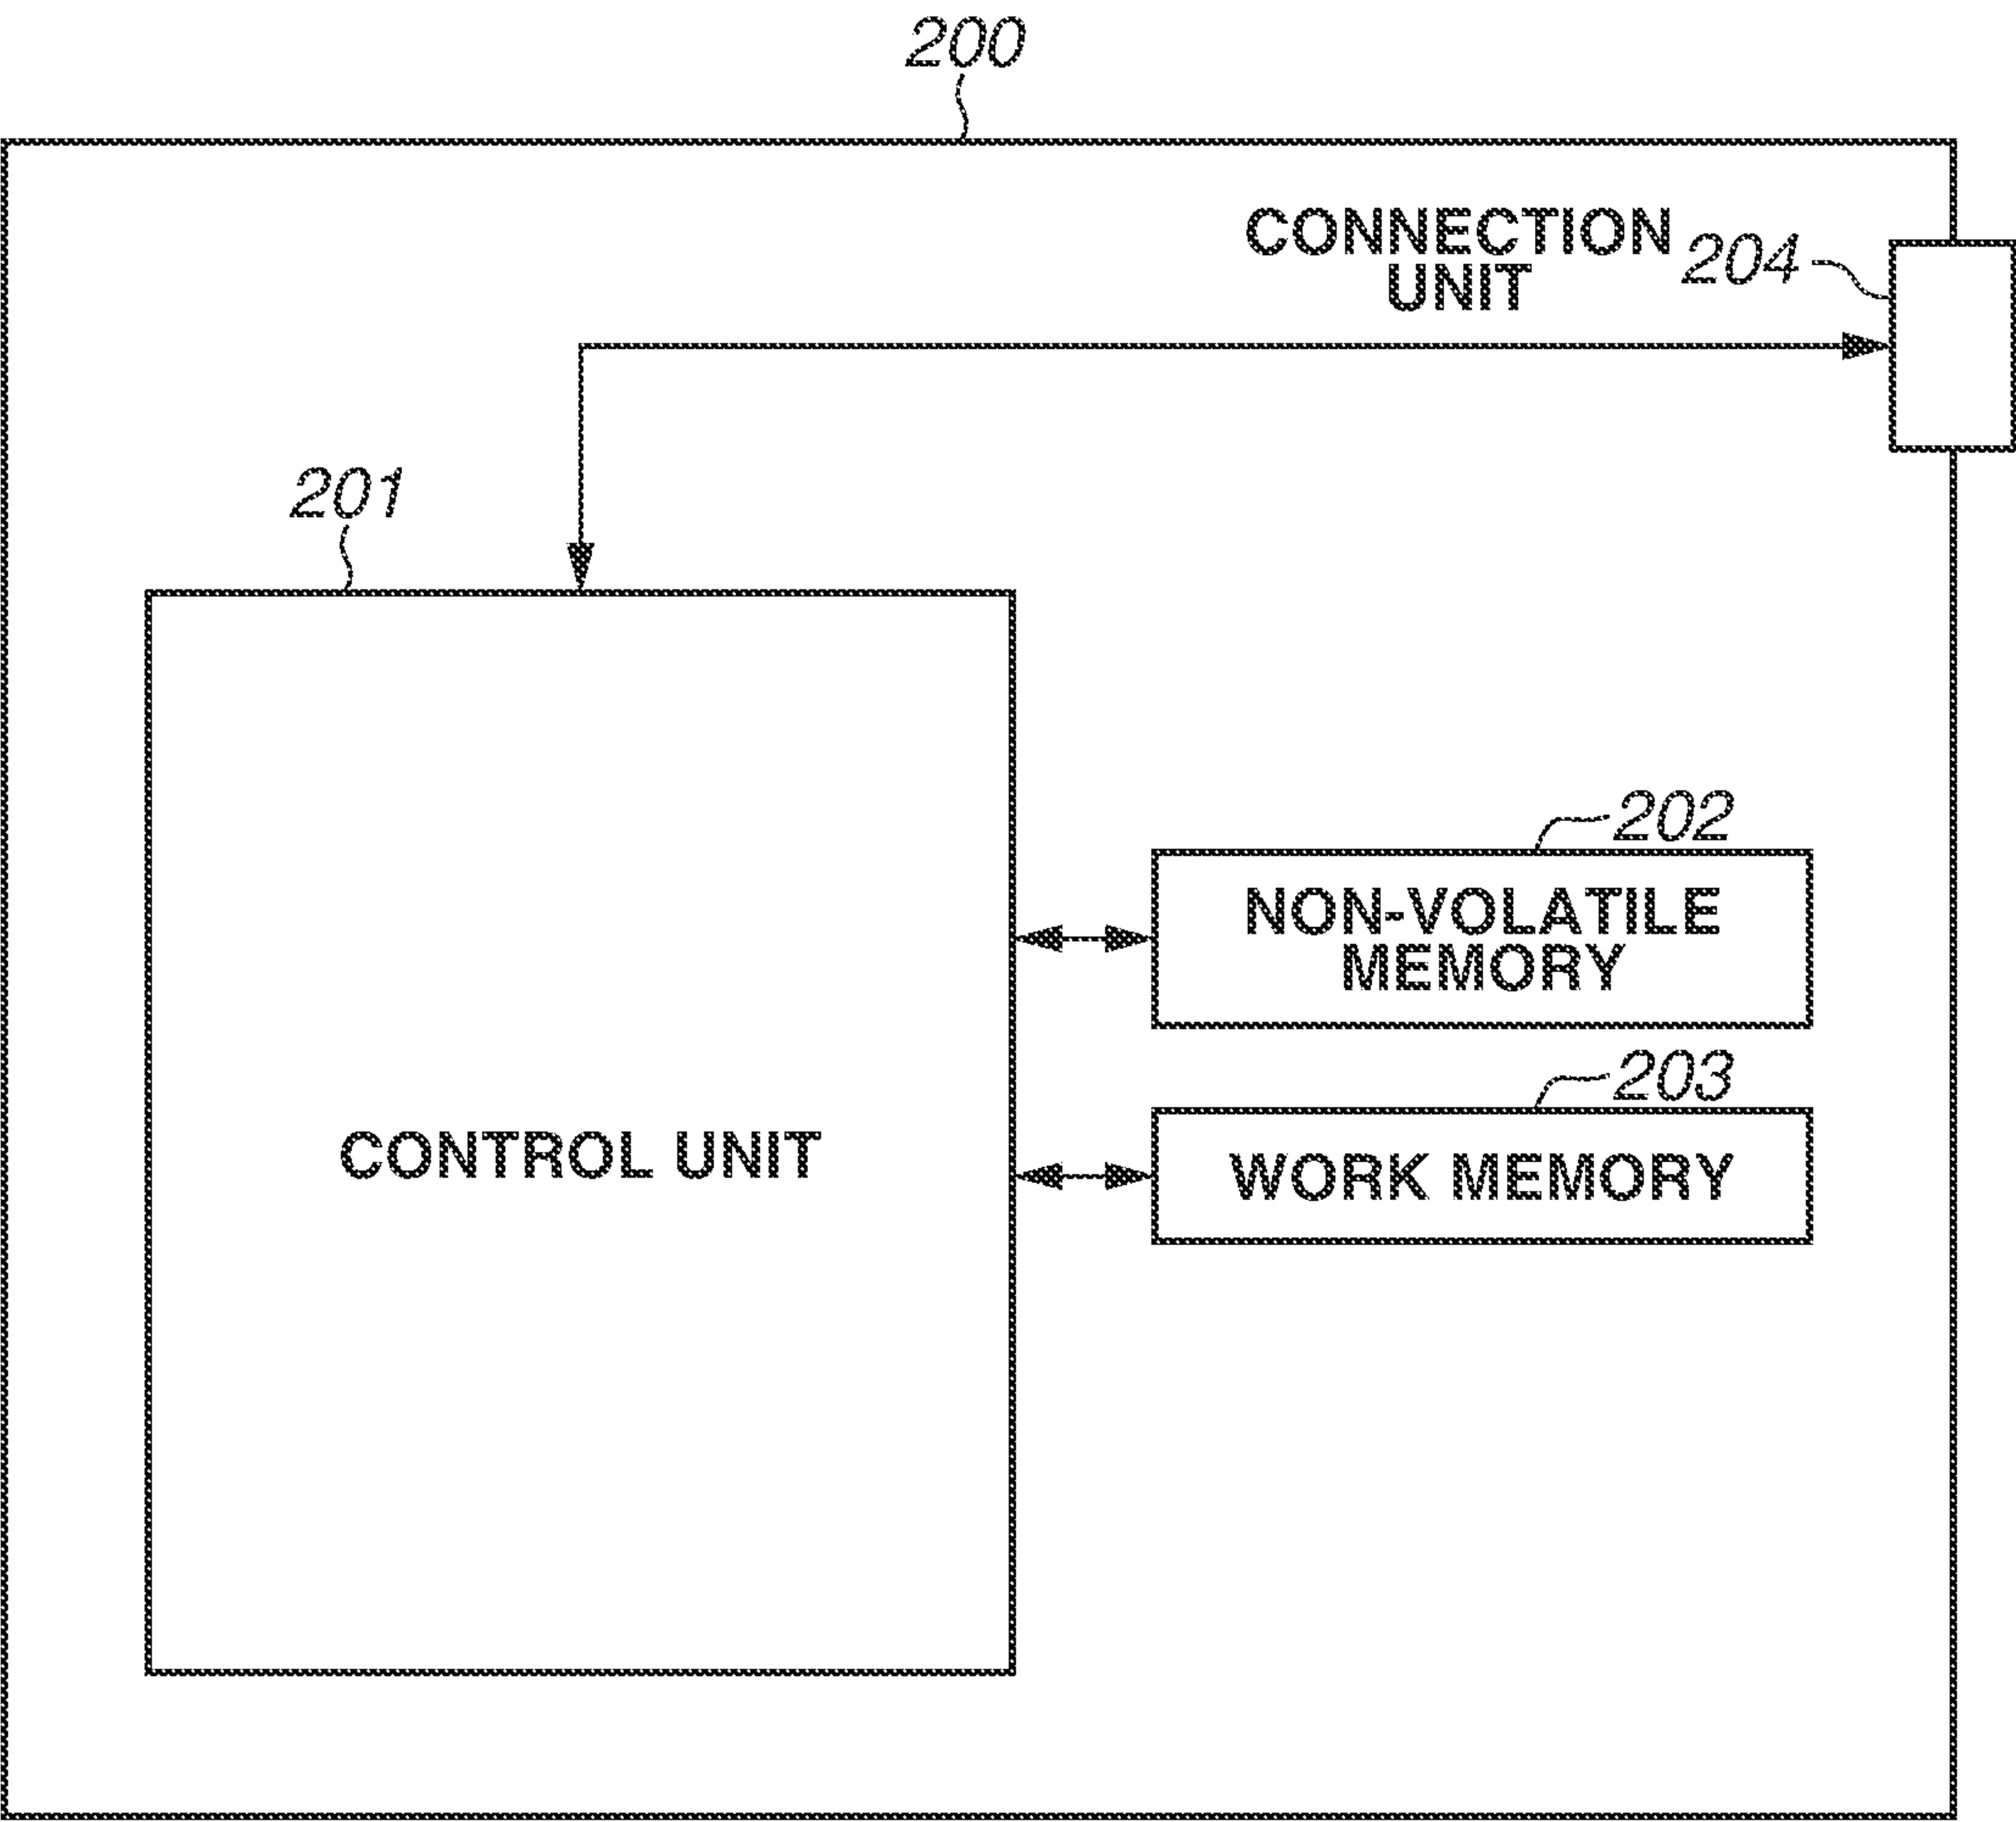 200
CONNECTION
UNIT
204
201
202
NON-VOLATILE
MEMORY
203
CONTROL UNIT
WORK MEMORY